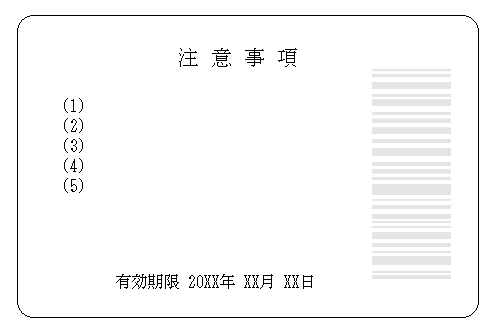 注意事項
(1)
(2)
(3)
(4)
(5)
有効期限 20XX年 XX月 XX日